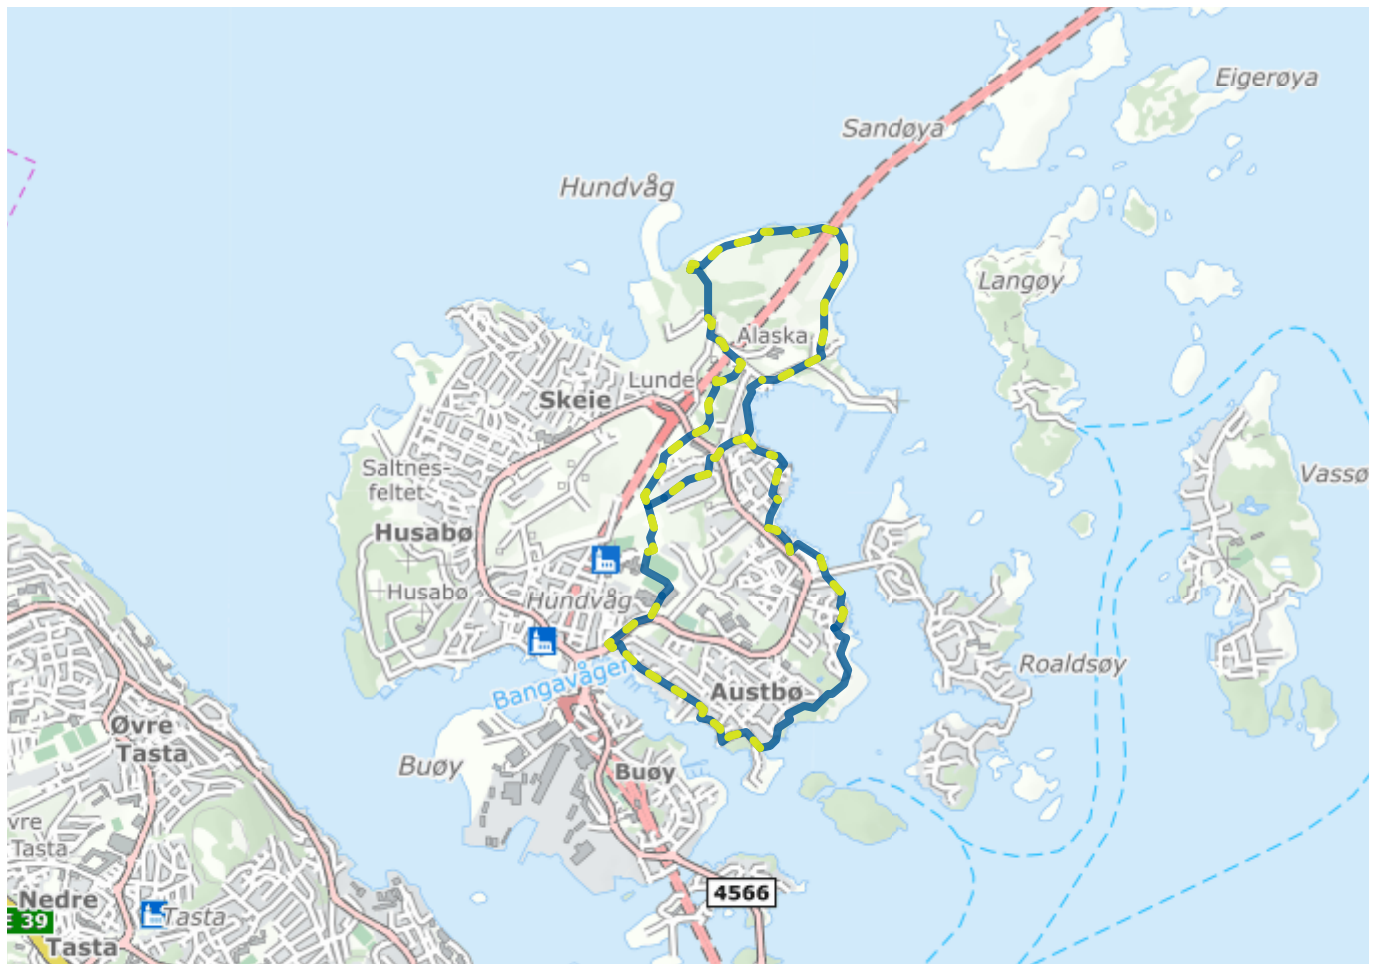 Eigerøya
Sandøya
Hundvåg
Langøy
Alaska
Lunde
Skeie
Saltnes-
feltet
Vassø
Husabø
Husabø
Hundvåg
Bangavågen
Austbø
Roaldsøy
Øvre
Tasta
Buøy
Buøy
vre
Tasta
4566
Nedre
E 39
Tasta
Tasta